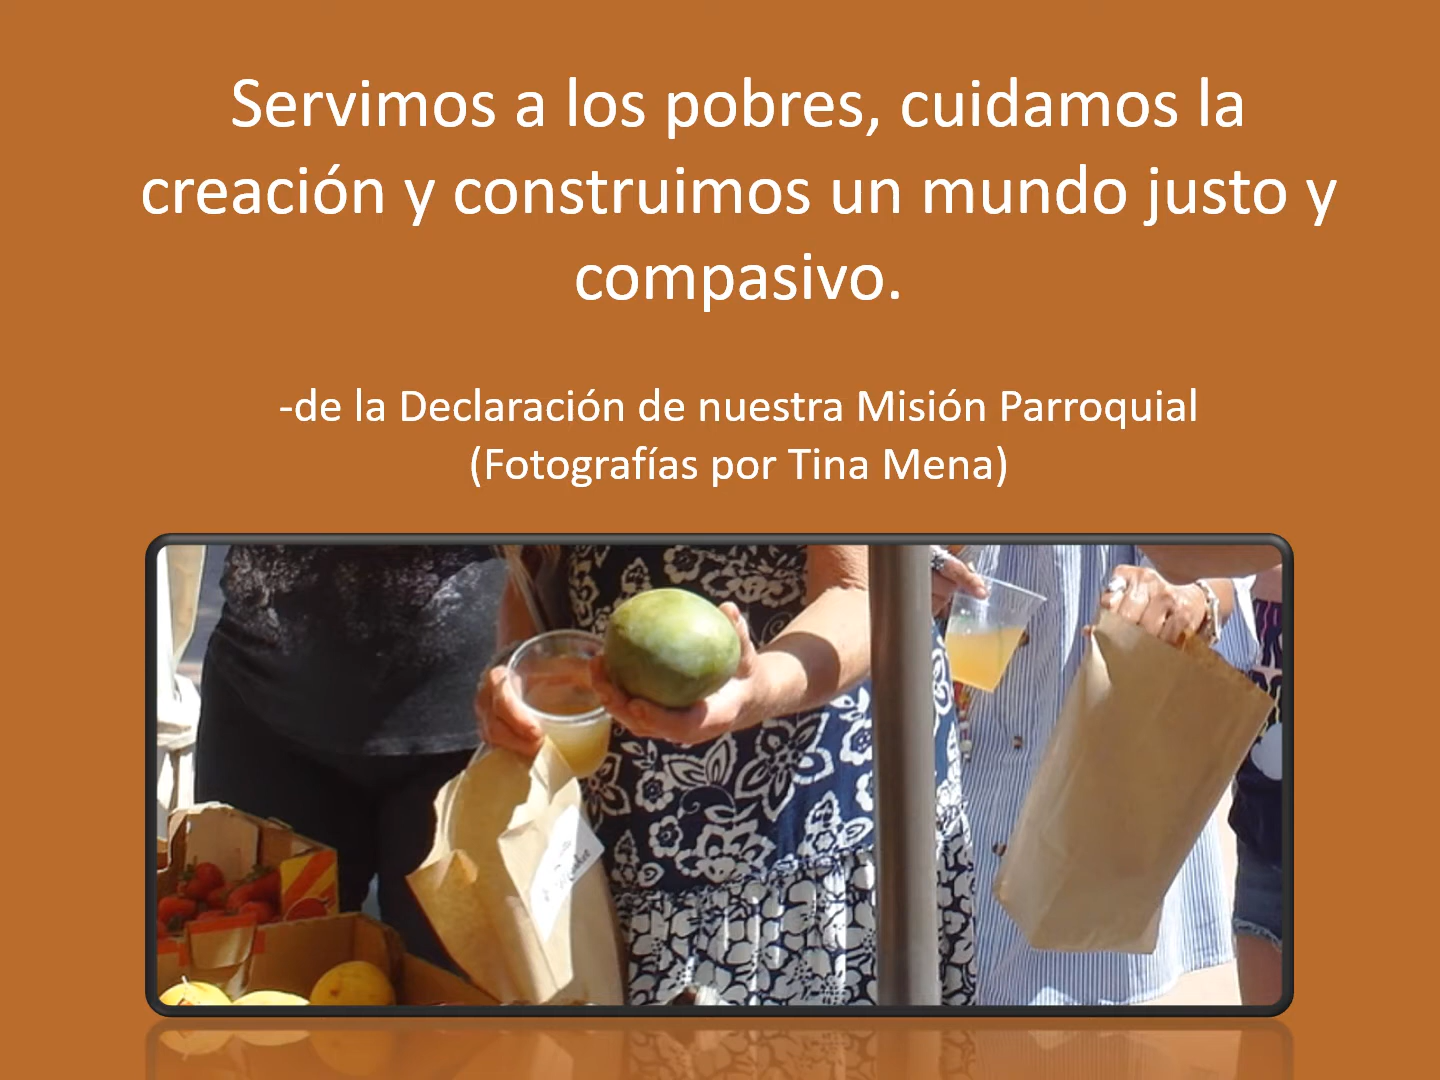 Servimos a los pobres, cuidamos la
creación y construimos un mundo justo y
compasivo.
-de la Declaración de nuestra Misión Parroquial
(Fotografías por Tina Mena)